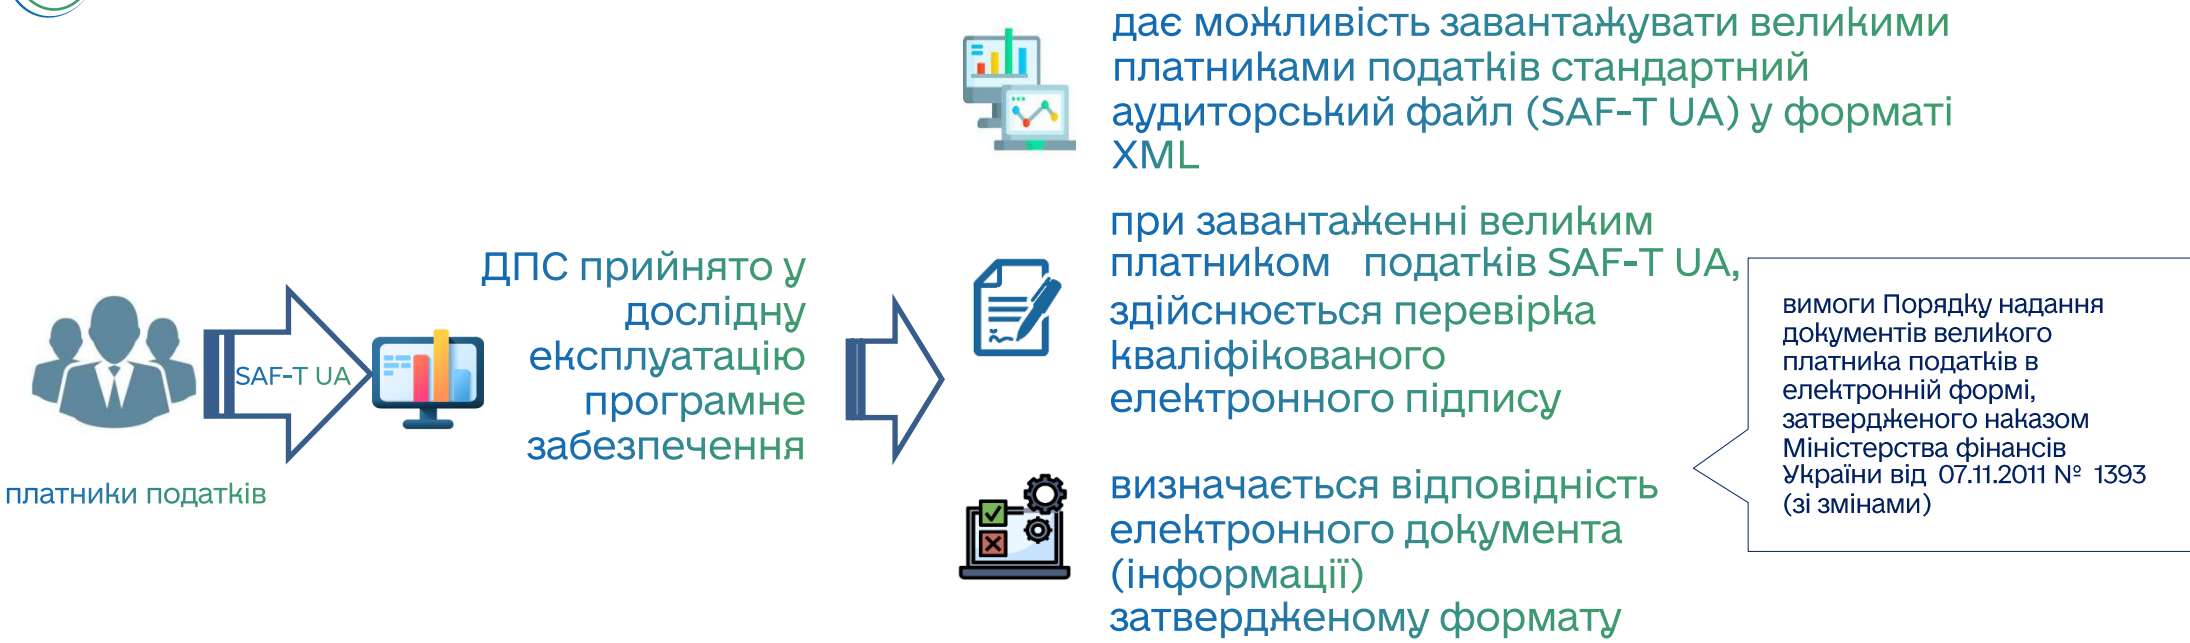 платники податків
SAF-T UA
ДПС прийнято у
дослідну
експлуатацію
програмне
забезпечення
дає можливість завантажувати великими
платниками податків стандартний
аудиторський файл (SAF-T UA) у форматі
XML
при завантаженні великим
платником податків SAF-T UA,
здійснюється перевірка
кваліфікованого
електронного підпису
визначається відповідність
електронного документа
(інформації)
затвердженому формату
вимоги Порядку надання
документів великого
платника податків в
електронній формі,
затвердженого наказом
Міністерства фінансів
України від 07.11.2011 № 1393
(зі змінами)